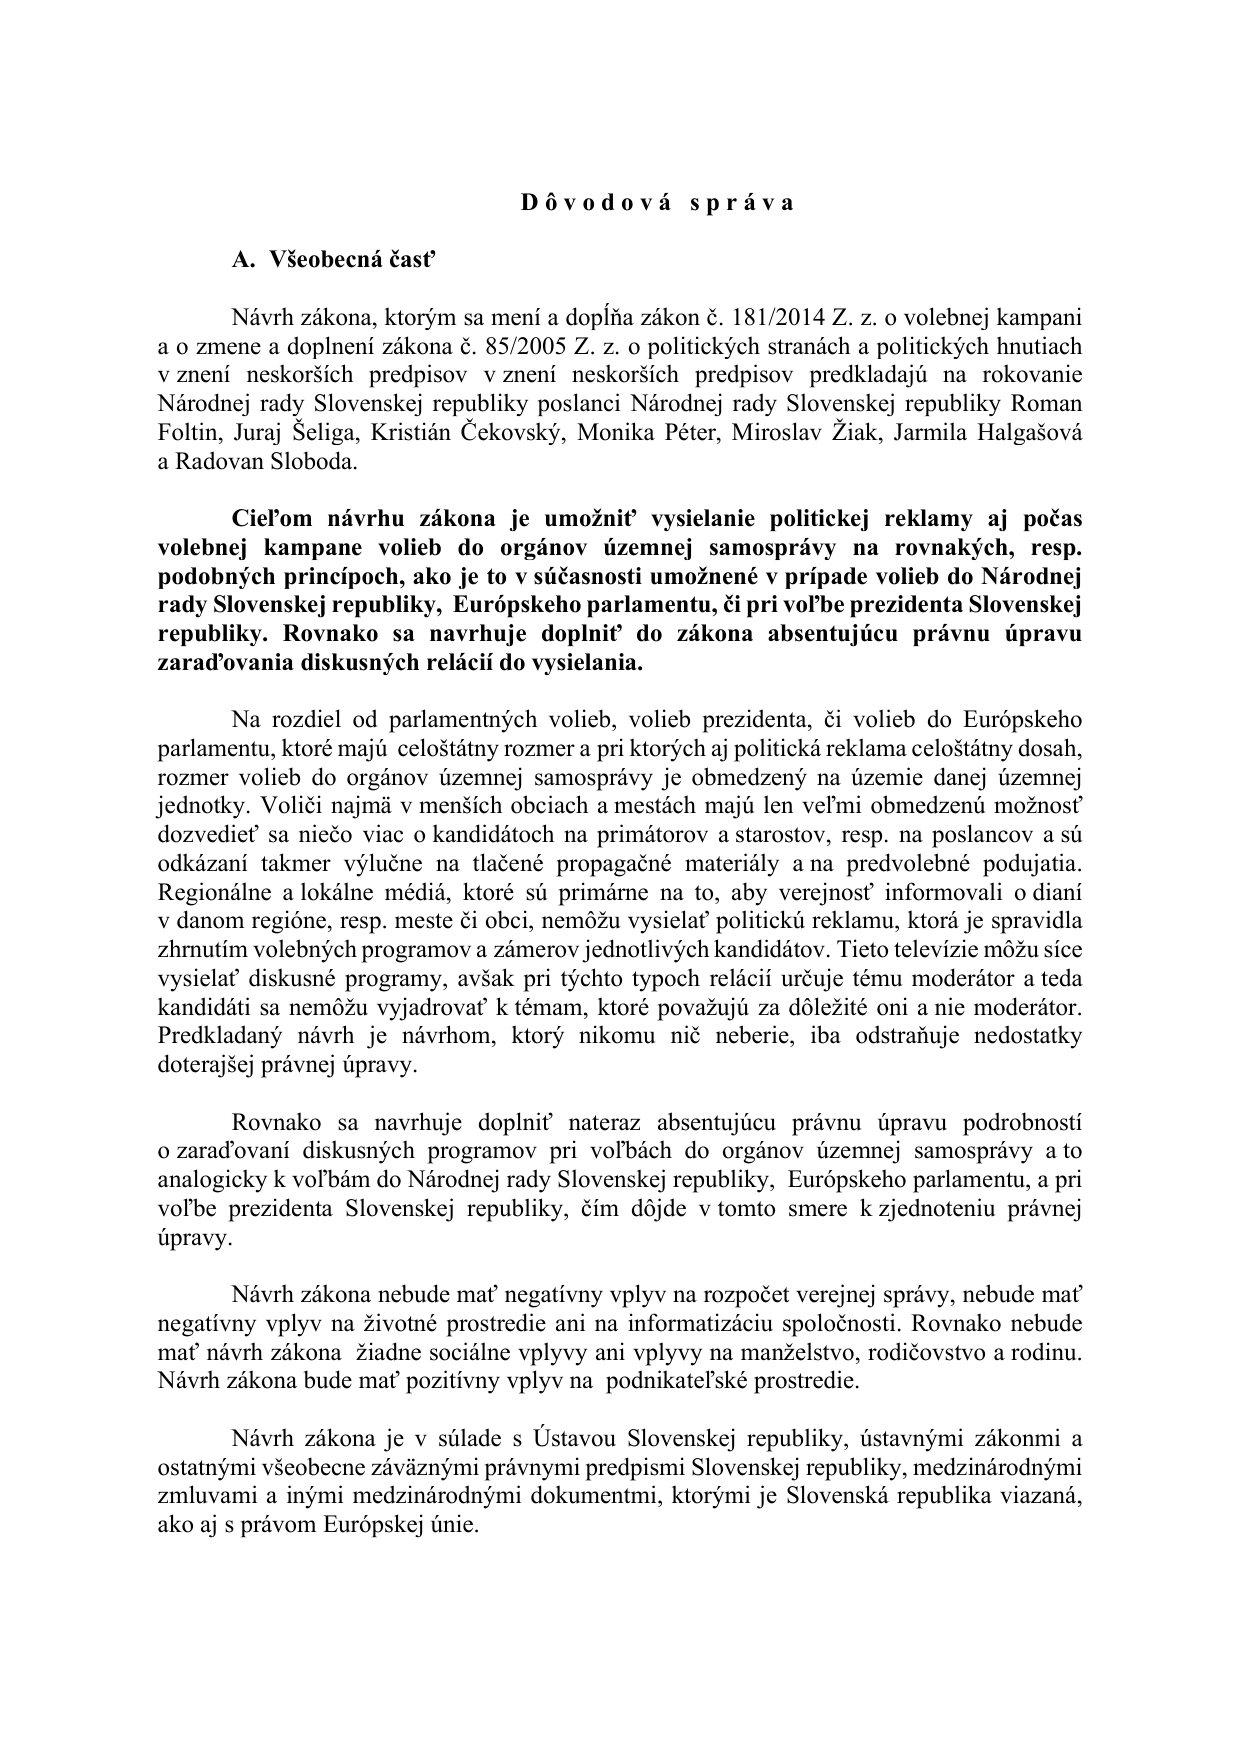 D ô v o d o v á   s p r á v a
A. Všeobecná časť
Návrh zákona, ktorým sa mení a dopĺňa zákon č. 181/2014 Z. z. o volebnej kampani
a o zmene a doplnení zákona č. 85/2005 Z. z. o politických stranách a politických hnutiach
v znení neskorších predpisov v znení neskorších predpisov predkladajú na rokovanie
Národnej rady Slovenskej republiky poslanci Národnej rady Slovenskej republiky Roman
Foltin, Juraj Šeliga, Kristián Čekovský, Monika Péter, Miroslav Žiak, Jarmila Halgašová
a Radovan Sloboda.
Cieľom návrhu zákona je umožniť vysielanie politickej reklamy aj počas
volebnej kampane volieb do orgánov územnej samosprávy na rovnakých, resp.
podobných princípoch, ako je to v súčasnosti umožnené v prípade volieb do Národnej
rady Slovenskej republiky, Európskeho parlamentu, či pri voľbe prezidenta Slovenskej
republiky. Rovnako sa navrhuje doplniť do zákona absentujúcu právnu úpravu
zaraďovania diskusných relácií do vysielania.
Na rozdiel od parlamentných volieb, volieb prezidenta, či volieb do Európskeho
parlamentu, ktoré majú celoštátny rozmer a pri ktorých aj politická reklama celoštátny dosah,
rozmer volieb do orgánov územnej samosprávy je obmedzený na územie danej územnej
jednotky. Voliči najmä v menších obciach a mestách majú len veľmi obmedzenú možnosť
dozvedieť sa niečo viac o kandidátoch na primátorov a starostov, resp. na poslancov a sú
odkázaní takmer výlučne na tlačené propagačné materiály a na predvolebné podujatia.
Regionálne a lokálne médiá, ktoré sú primárne na to, aby verejnosť informovali o dianí
v danom regióne, resp. meste či obci, nemôžu vysielať politickú reklamu, ktorá je spravidla
zhrnutím volebných programov a zámerov jednotlivých kandidátov. Tieto televízie môžu síce
vysielať diskusné programy, avšak pri týchto typoch relácií určuje tému moderátor a teda
kandidáti sa nemôžu vyjadrovať k témam, ktoré považujú za dôležité oni a nie moderátor.
Predkladaný návrh je návrhom, ktorý nikomu nič neberie, iba odstraňuje nedostatky
doterajšej právnej úpravy.
Rovnako sa navrhuje doplniť nateraz absentujúcu právnu úpravu podrobností
o zaraďovaní diskusných programov pri voľbách do orgánov územnej samosprávy a to
analogicky k voľbám do Národnej rady Slovenskej republiky, Európskeho parlamentu, a pri
voľbe prezidenta Slovenskej republiky, čím dôjde v tomto smere k zjednoteniu právnej
úpravy.
Návrh zákona nebude mať negatívny vplyv na rozpočet verejnej správy, nebude mať
negatívny vplyv na životné prostredie ani na informatizáciu spoločnosti. Rovnako nebude
mať návrh zákona žiadne sociálne vplyvy ani vplyvy na manželstvo, rodičovstvo a rodinu.
Návrh zákona bude mať pozitívny vplyv na podnikateľské prostredie.
Návrh zákona je v súlade s Ústavou Slovenskej republiky, ústavnými zákonmi a
ostatnými všeobecne záväznými právnymi predpismi Slovenskej republiky, medzinárodnými
zmluvami a inými medzinárodnými dokumentmi, ktorými je Slovenská republika viazaná,
ako aj s právom Európskej únie.